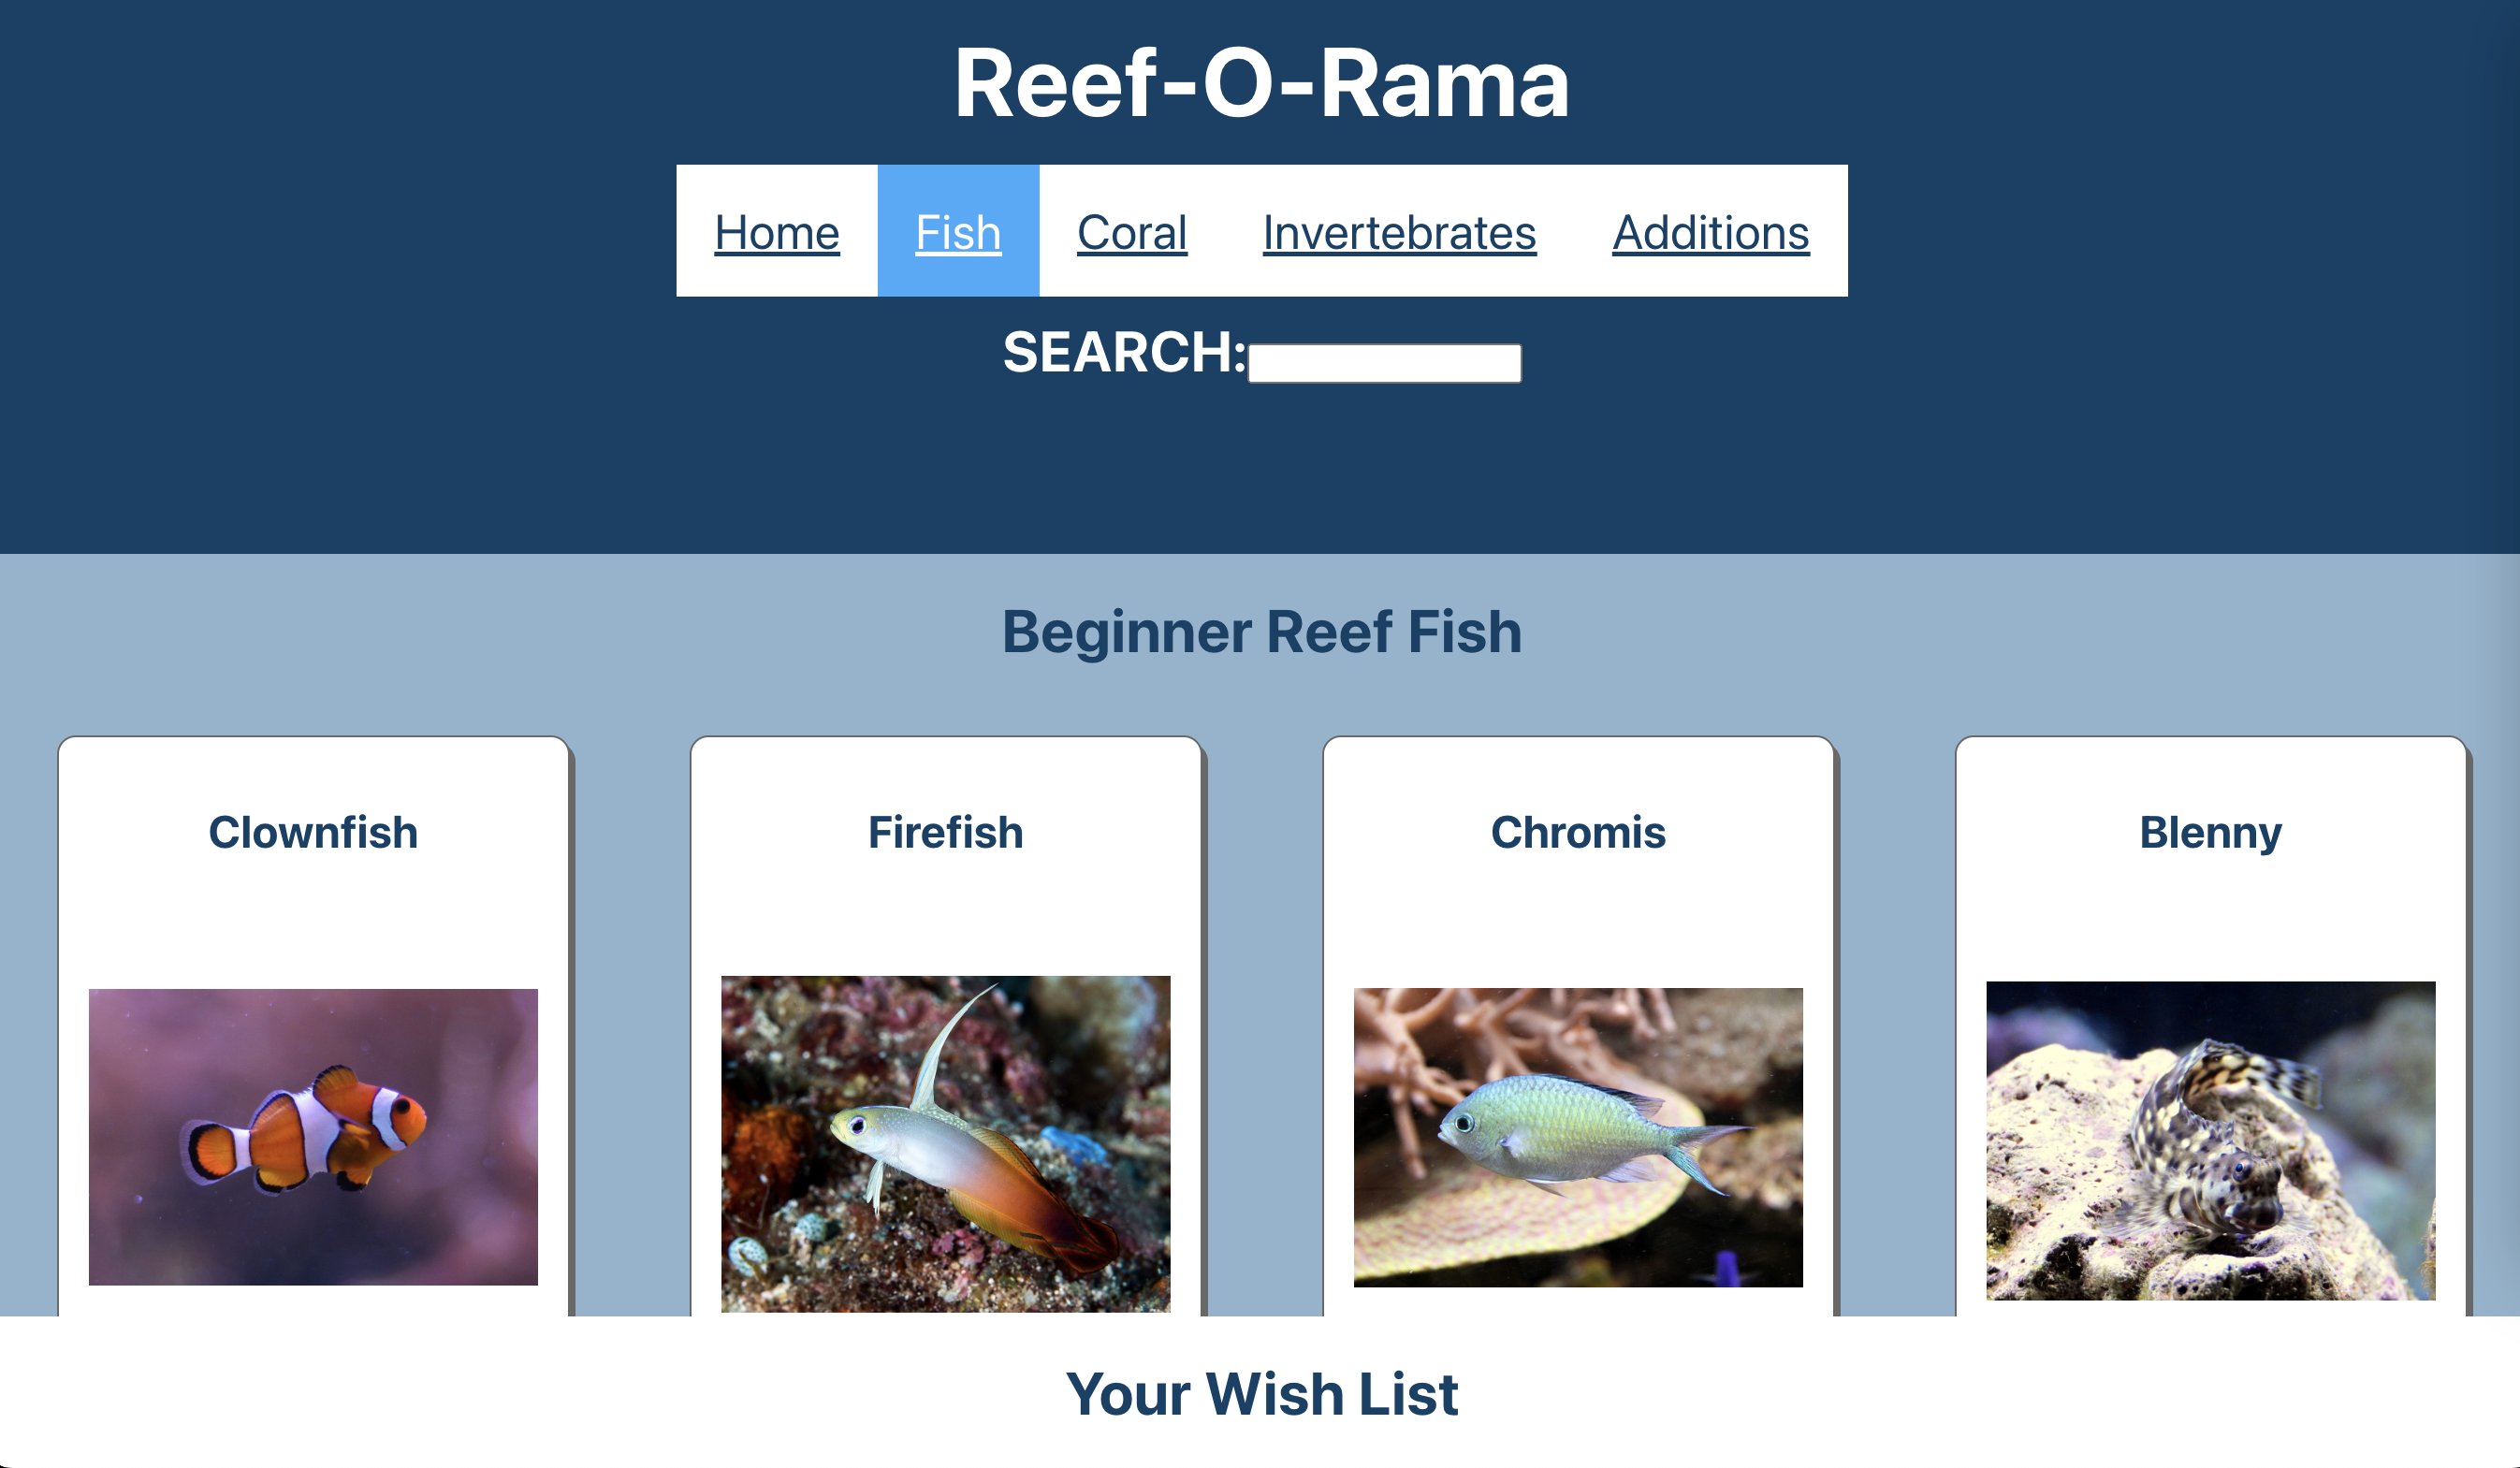 Reef-O-Rama
Home Fish Coral Invertebrates Additions
SEARCH:
Beginner Reef Fish
Clownfish Firefish Chromis Blenny
Your Wish List